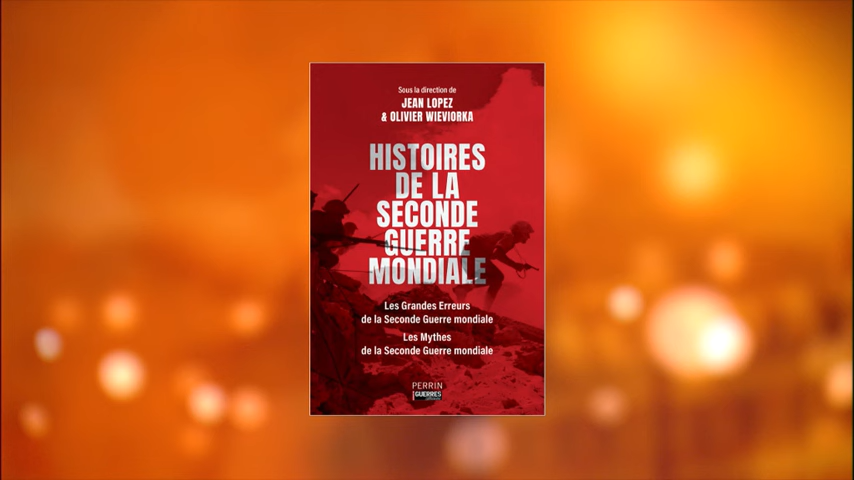 Sous la direction de
JEAN LOPEZ
& OLIVIER WIEVIORKA
HISTOIRES
DE LA
SECONDE
GUERRE
MONDIALE
Les Grandes Erreurs
de la Seconde Guerre mondiale
Les Mythes
de la Seconde Guerre mondiale
PERRIN
GUERRES